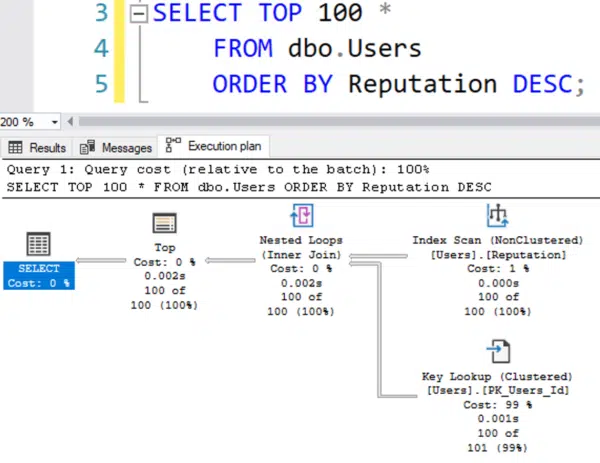 3 SELECT TOP 100 *
4 FROM dbo.Users
5 ORDER BY Reputation DESC;
200 %
Results Messages Execution plan
Query 1: Query cost (relative to the batch): 100%
SELECT TOP 100 * FROM dbo.Users ORDER BY Reputation DESC
SELECT
Cost: 0 %
Top
Cost: 0 %
0.002s
100 of
100 (100%)
Nested Loops
(Inner Join)
Cost: 0 %
0.002s
100 of
100 (100%)
Index Scan (NonClustered)
[Users].[Reputation]
Cost: 1 %
0.000s
100 of
100 (100%)
Key Lookup (Clustered)
[Users].[PK_Users_Id]
Cost: 99 %
0.001s
100 of
101 (99%)